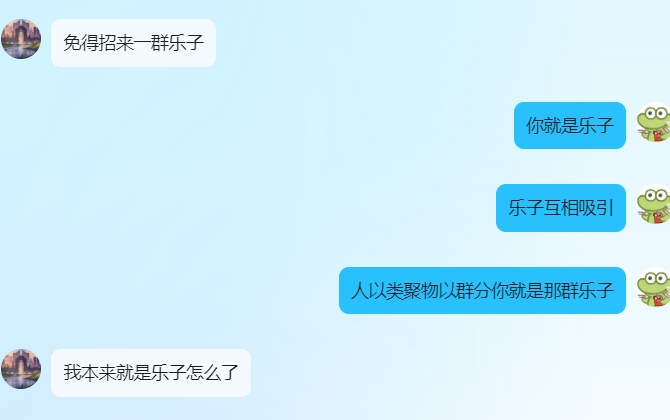 免得招来一群乐子
你就是乐子
乐子互相吸引
人以类聚物以群分你就是那群乐子
我本来就是乐子怎么了